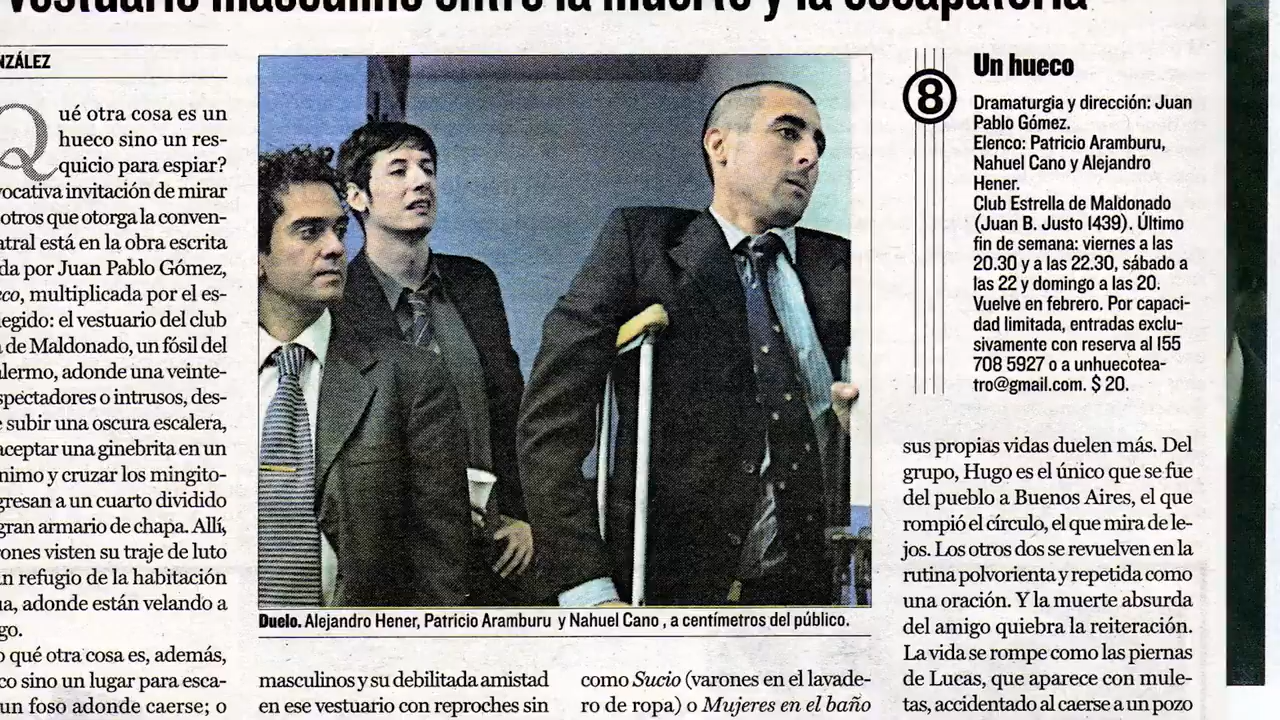 vestuario masculino entre la muerte y la escapatoria
NZÁLEZ
Qué otra cosa es un
hueco sino un res-
quicio para espiar?
vocativa invitación de mirar
otros que otorga la conven-
atral está en la obra escrita
da por Juan Pablo Gómez,
eco, multiplicada por el es-
legido: el vestuario del club
de Maldonado, un fósil del
alermo, adonde una veinte-
spectadores o intrusos, des-
e subir una oscura escalera,
aceptar una ginebrita en un
nimo y cruzar los mingito-
gresan a un cuarto dividido
gran armario de chapa. Allí,
rones visten su traje de luto
un refugio de la habitación
ua, adonde están velando a
go.
o qué otra cosa es, además,
co sino un lugar para esca-
un foso adonde caerse; o
Duelo. Alejandro Hener, Patricio Aramburu y Nahuel Cano , a centímetros del público.
masculinos y su debilitada amistad
en ese vestuario con reproches sin
como Sucio (varones en el lavade-
ro de ropa) o Mujeres en el baño
8
Un hueco
Dramaturgia y dirección: Juan
Pablo Gómez.
Elenco: Patricio Aramburu,
Nahuel Cano y Alejandro
Hener.
Club Estrella de Maldonado
(Juan B. Justo 1439). Último
fin de semana: viernes a las
20.30 y a las 22.30, sábado a
las 22 y domingo a las 20.
Vuelve en febrero. Por capaci-
dad limitada, entradas exclu-
sivamente con reserva al 155
708 5927 o a unhuecotea-
tro@gmail.com. $ 20.
sus propias vidas duelen más. Del
grupo, Hugo es el único que se fue
del pueblo a Buenos Aires, el que
rompió el círculo, el que mira de le-
jos. Los otros dos se revuelven en la
rutina polvorienta y repetida como
una oración. Y la muerte absurda
del amigo quiebra la reiteración.
La vida se rompe como las piernas
de Lucas, que aparece con mule-
tas, accidentado al caerse a un pozo